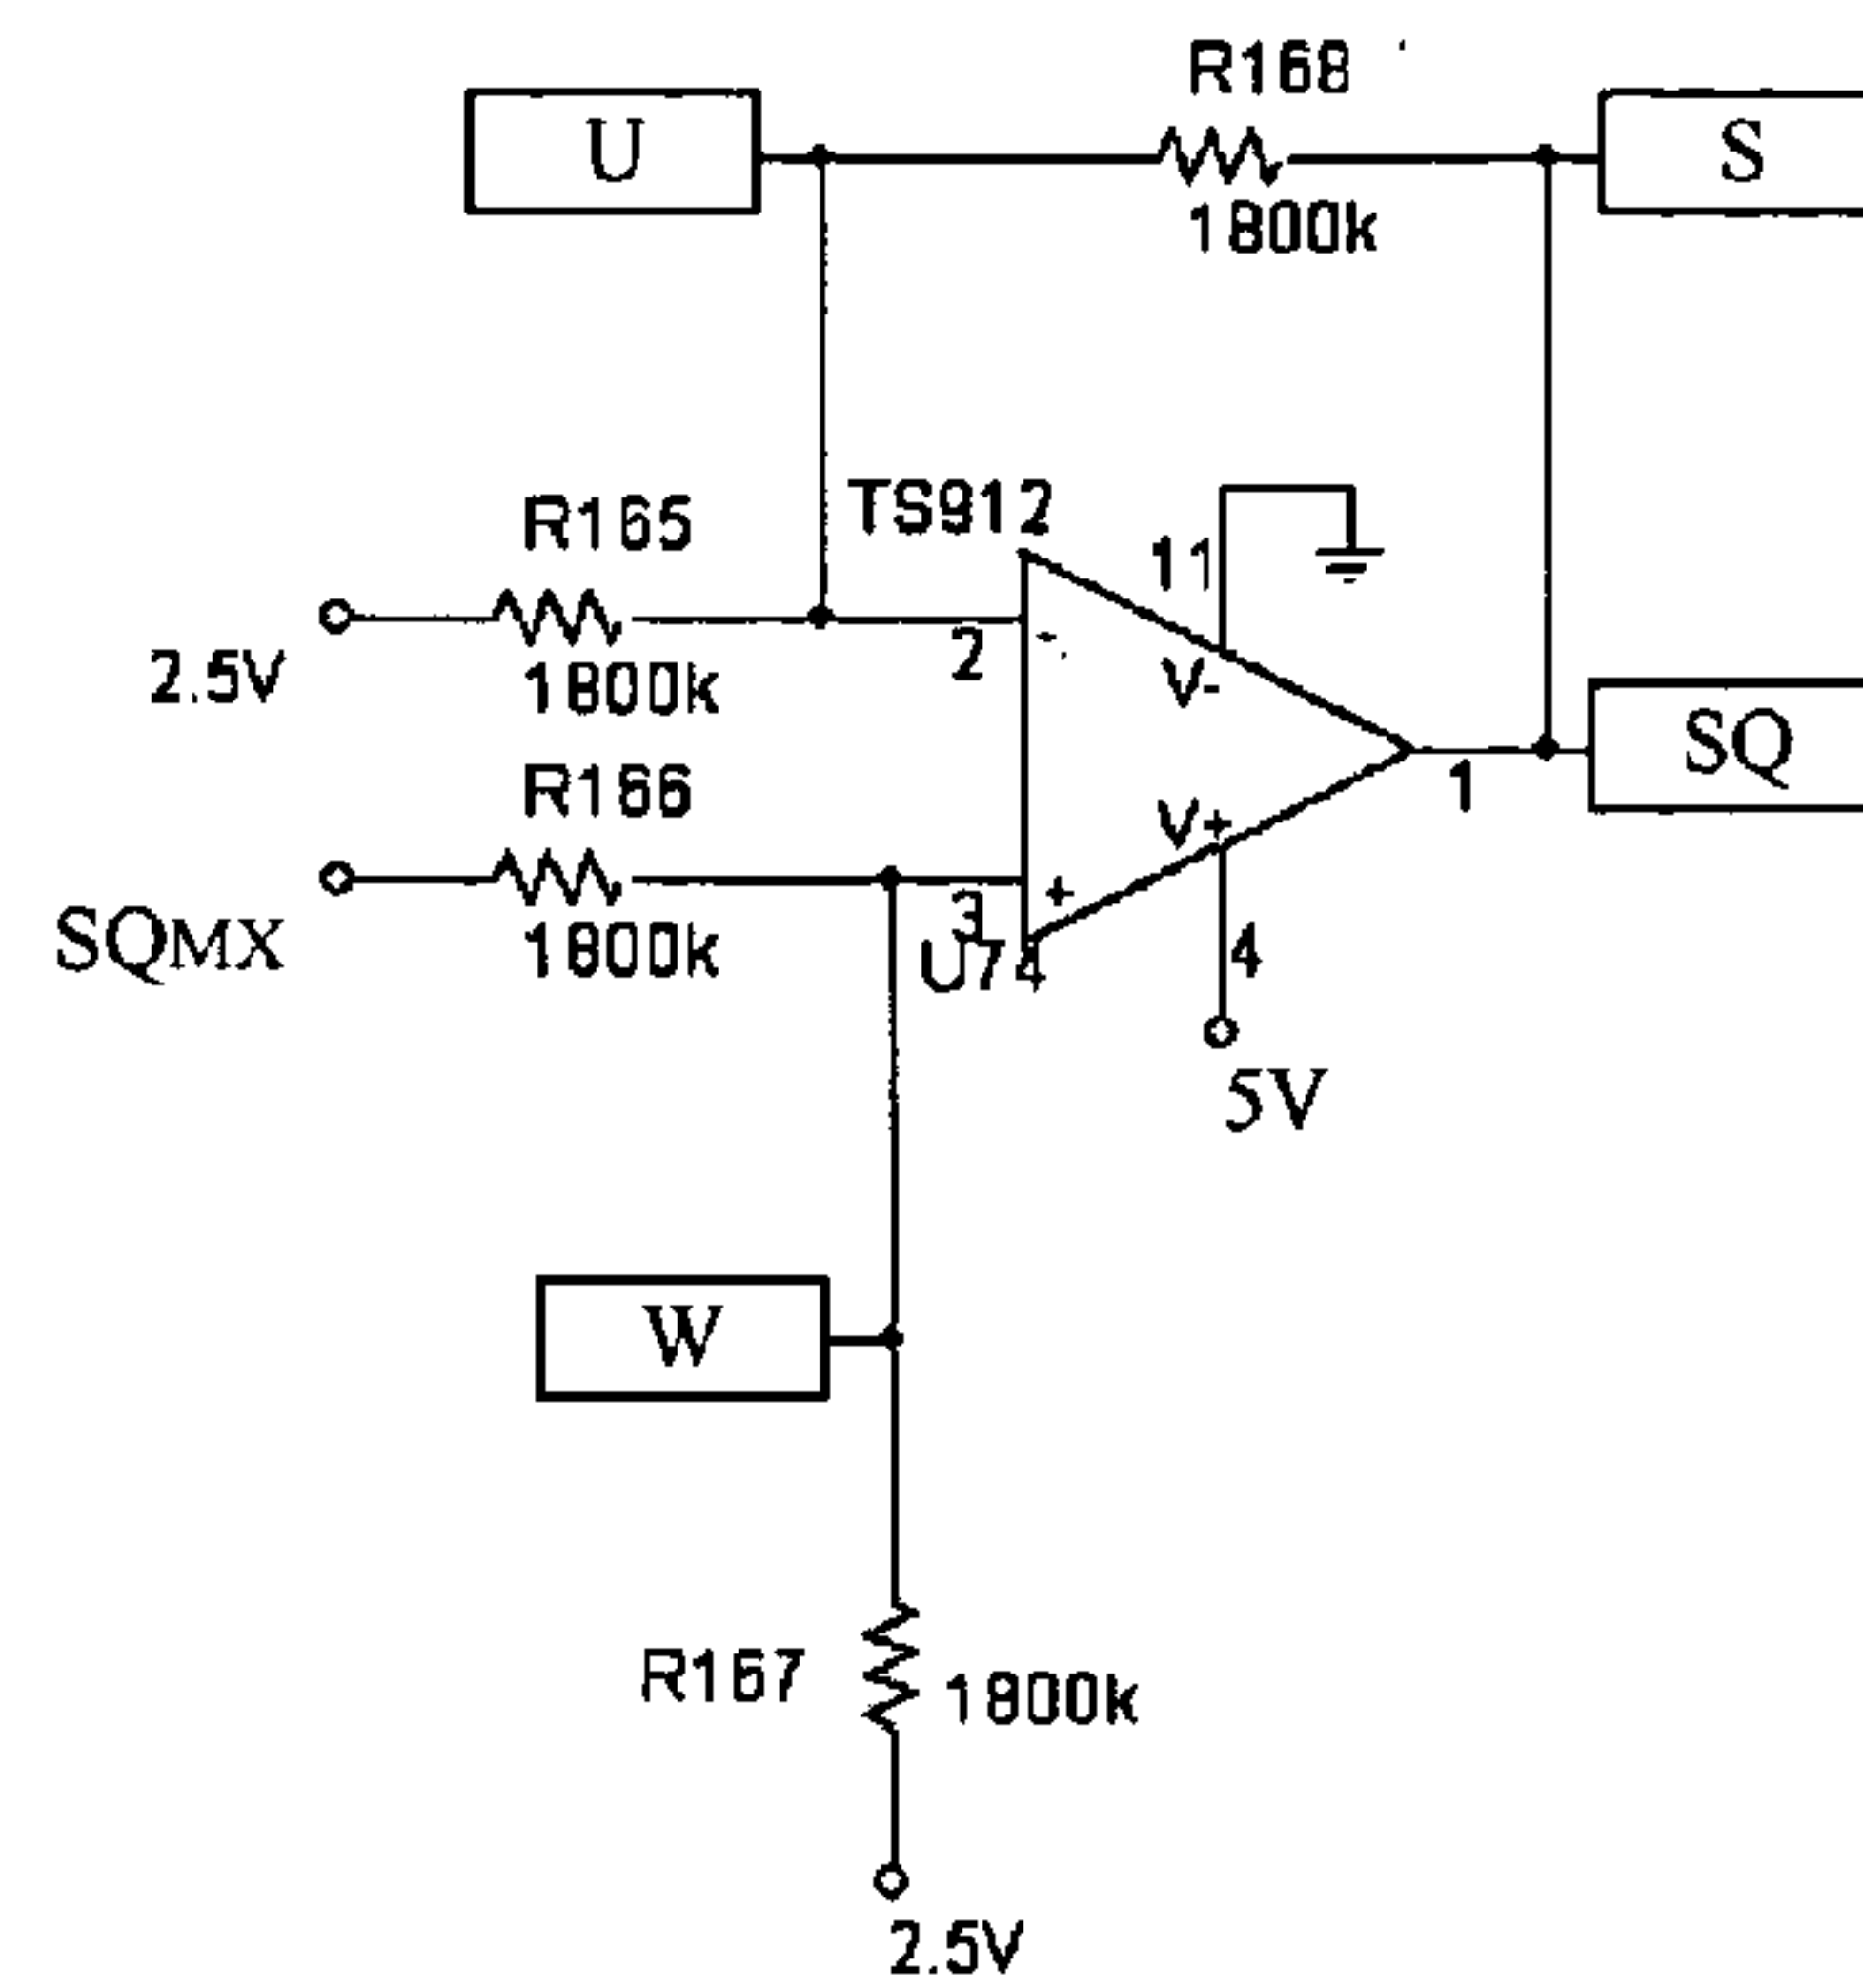 R168
U
S
1800k
R165
TS912
11
2.5V
1800k
2
-
V-
R166
SQ
1
V+
SQMX
1800k
3
+
U74
4
5V
W
R167
1800k
2.5V